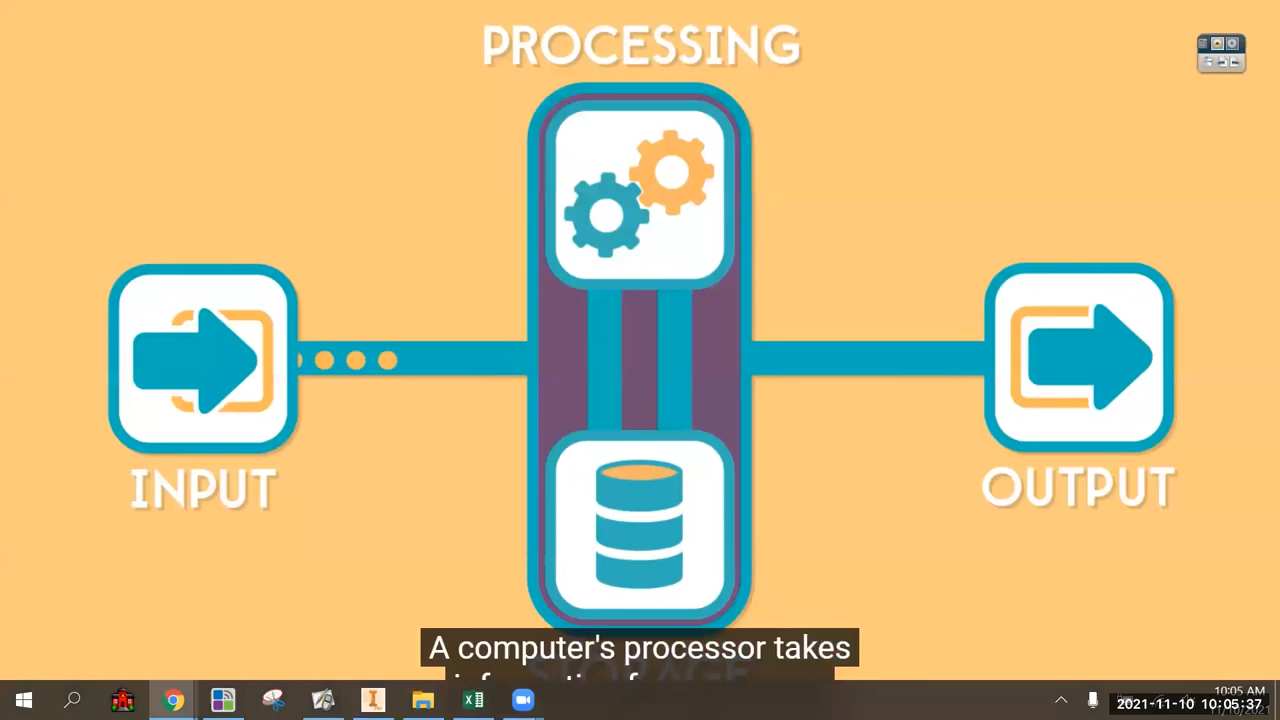 PROCESSING
INPUT
OUTPUT
A computer's processor takes
10:05 AM
2021-11-10 10:05:37